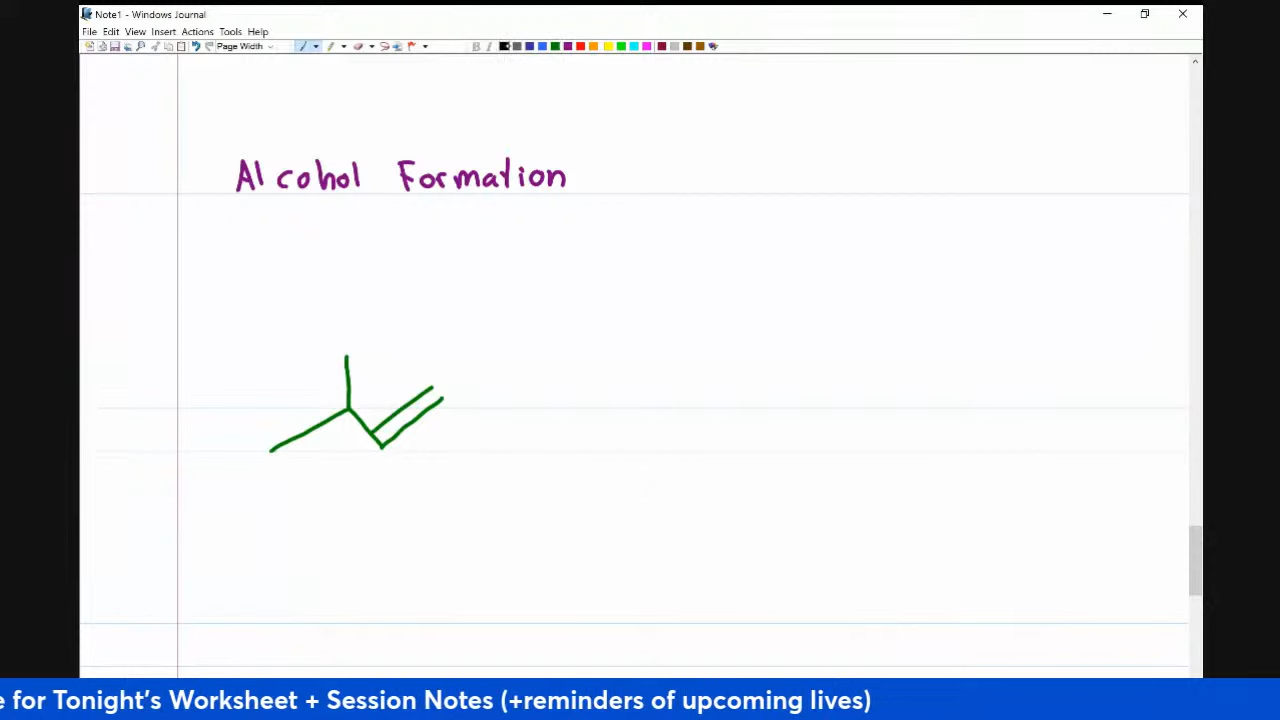 Note1 - Windows Journal
File Edit View Insert Actions Tools Help
Page Width
B I
Alcohol Formation
e for Tonight's Worksheet + Session Notes (+reminders of upcoming lives)